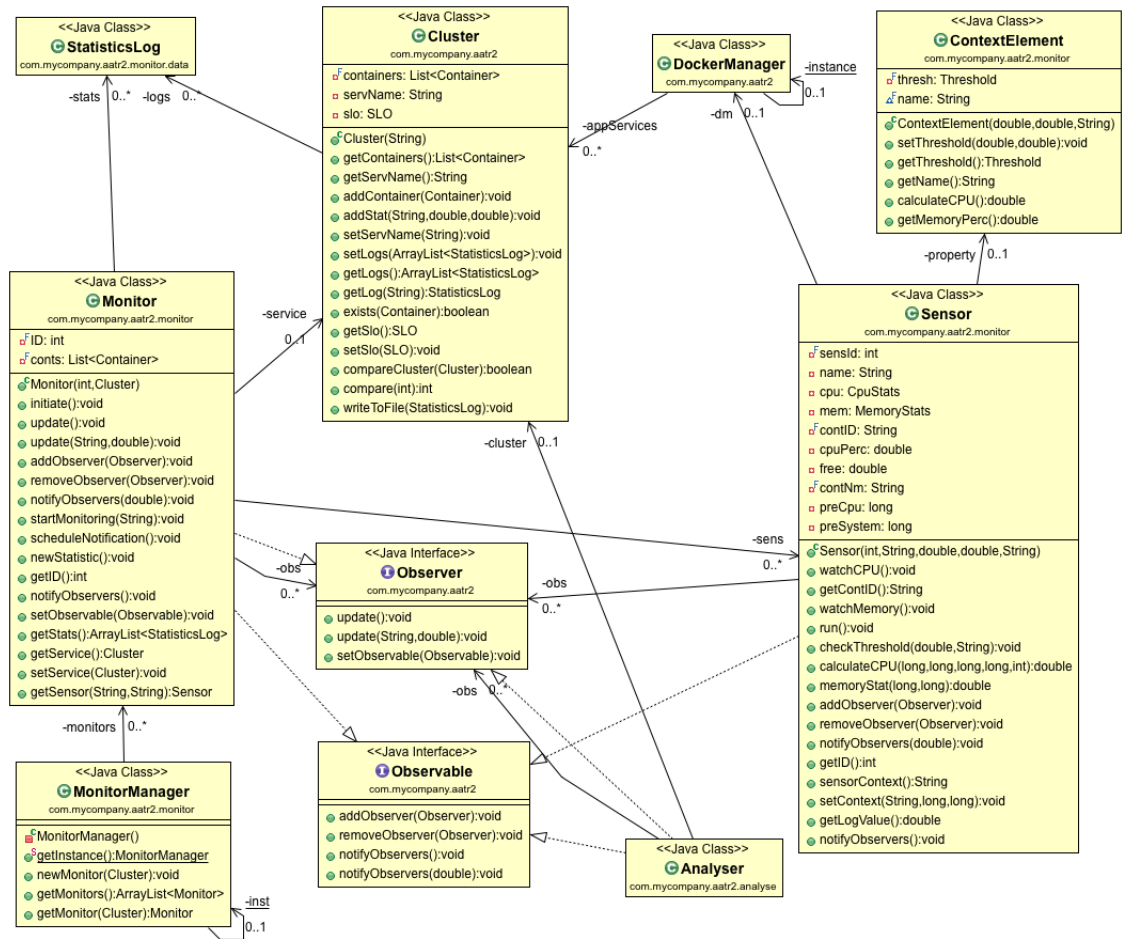 <<Java Class>>
StatisticsLog
com.mycompany.aatr2.monitor.data
-stats
0..*
-logs
0..*
<<Java Class>>
Cluster
com.mycompany.aatr2
containers: List<Container>
servName: String
slo: SLO
Cluster(String)
getContainers():List<Container>
getServName():String
addContainer(Container):void
addStat(String,double,double):void
setServName(String):void
setLogs(ArrayList<StatisticsLog>):void
getLogs():ArrayList<StatisticsLog>
getLog(String):StatisticsLog
exists(Container):boolean
getSlo():SLO
setSlo(SLO):void
compareCluster(Cluster):boolean
compare(int):int
writeToFile(StatisticsLog):void
<<Java Class>>
DockerManager
com.mycompany.aatr2
-instance
0..1
-appServices
0..*
-dm
0..1
<<Java Class>>
ContextElement
com.mycompany.aatr2.monitor
thresh: Threshold
name: String
ContextElement(double,double,String)
setThreshold(double,double):void
getThreshold():Threshold
getName():String
calculateCPU():double
getMemoryPerc():double
-property
0..1
<<Java Class>>
Monitor
com.mycompany.aatr2.monitor
ID: int
conts: List<Container>
Monitor(int,Cluster)
initiate():void
update():void
update(String,double):void
addObserver(Observer):void
removeObserver(Observer):void
notifyObservers(double):void
startMonitoring(String):void
scheduleNotification():void
newStatistic():void
getID():int
notifyObservers():void
setObservable(Observable):void
getStats():ArrayList<StatisticsLog>
getService():Cluster
setService(Cluster):void
getSensor(String,String):Sensor
-service
0..1
-cluster
0..1
<<Java Class>>
Sensor
com.mycompany.aatr2.monitor
sensId: int
name: String
cpu: CpuStats
mem: MemoryStats
contID: String
cpuPerc: double
free: double
contNm: String
preCpu: long
preSystem: long
Sensor(int,String,double,double,String)
watchCPU():void
getContID():String
watchMemory():void
run():void
checkThreshold(double,String):void
calculateCPU(long,long,long,long,int):double
memoryStat(long,long):double
addObserver(Observer):void
removeObserver(Observer):void
notifyObservers(double):void
getID():int
sensorContext():String
setContext(String,long,long):void
getLogValue():double
notifyObservers():void
-sens
0..*
-obs
0..*
-obs
0..*
<<Java Interface>>
Observer
com.mycompany.aatr2
update():void
update(String,double):void
setObservable(Observable):void
-obs
0..*
-monitors
0..*
<<Java Interface>>
Observable
com.mycompany.aatr2
addObserver(Observer):void
removeObserver(Observer):void
notifyObservers():void
notifyObservers(double):void
<<Java Class>>
MonitorManager
com.mycompany.aatr2.monitor
MonitorManager()
getInstance():MonitorManager
newMonitor(Cluster):void
getMonitors():ArrayList<Monitor>
getMonitor(Cluster):Monitor
-inst
0..1
<<Java Class>>
Analyser
com.mycompany.aatr2.analyse